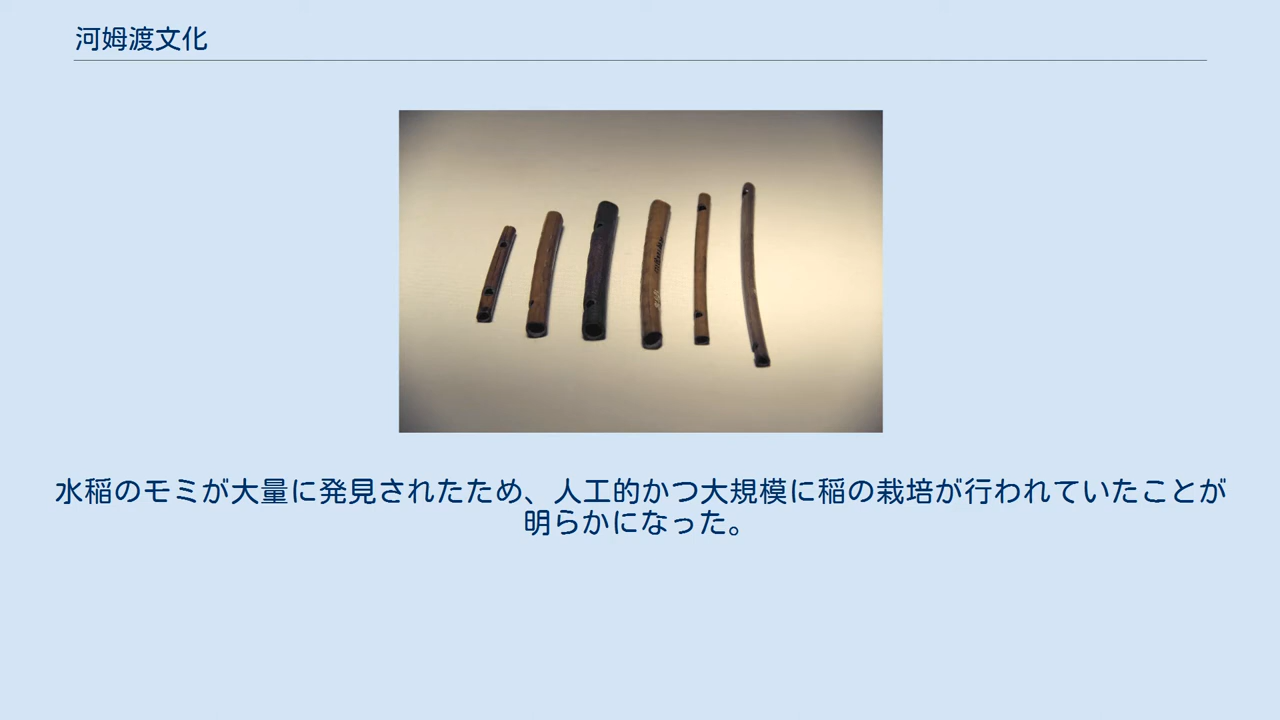 河姆渡文化
水稲のモミが大量に発見されたため、人工的かつ大規模に稲の栽培が行われていたことが
明らかになった。